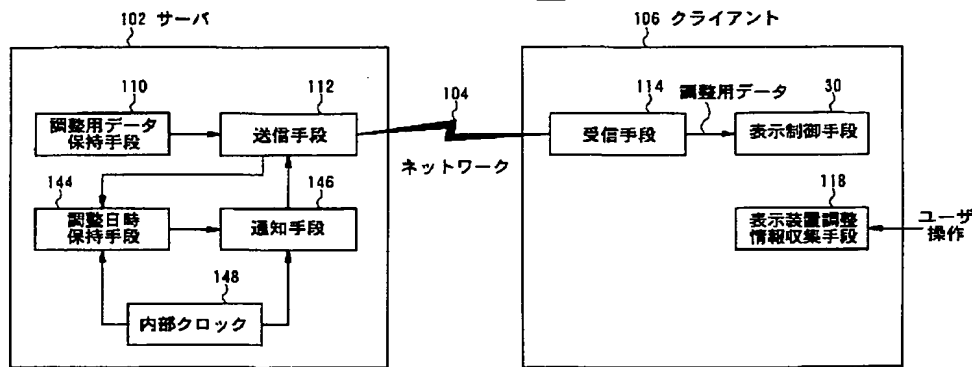 102 サーバ
110
調整用データ
保持手段
112
送信手段
144
調整日時
保持手段
146
通知手段
148
内部クロック
104
ネットワーク
106 クライアント
114
受信手段
調整用データ
30
表示制御手段
118
表示装置調整
情報収集手段
ユーザ
操作